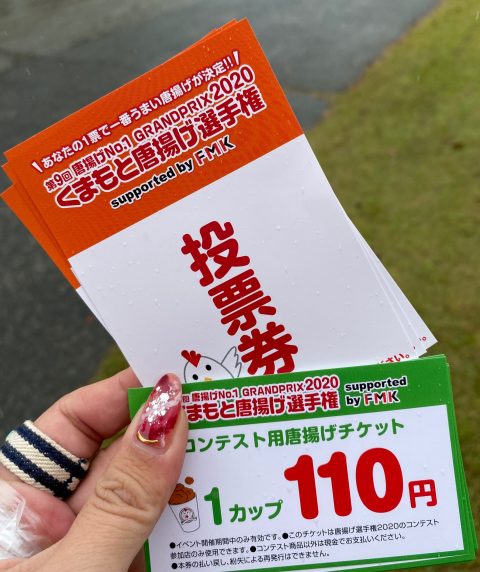 あなたの1票で一番うまい唐揚げが決定!!
第9回 唐揚げNo.1 GRANDPRIX2020
くまもと唐揚げ選手権
supported by FMK
投票券
さい。
回 唐揚げNo.1 GRANDPRIX2020
まもと唐揚げ選手権
supported by FMK
コンテスト用唐揚げチケット
1カップ 110円
●イベント開催期間中のみ有効です。●このチケットは唐揚げ選手権2020のコンテスト
参加店のみ使用できます。●コンテスト商品以外は現金でお支払いください。
●本券の払い戻し、紛失による再発行はできません。